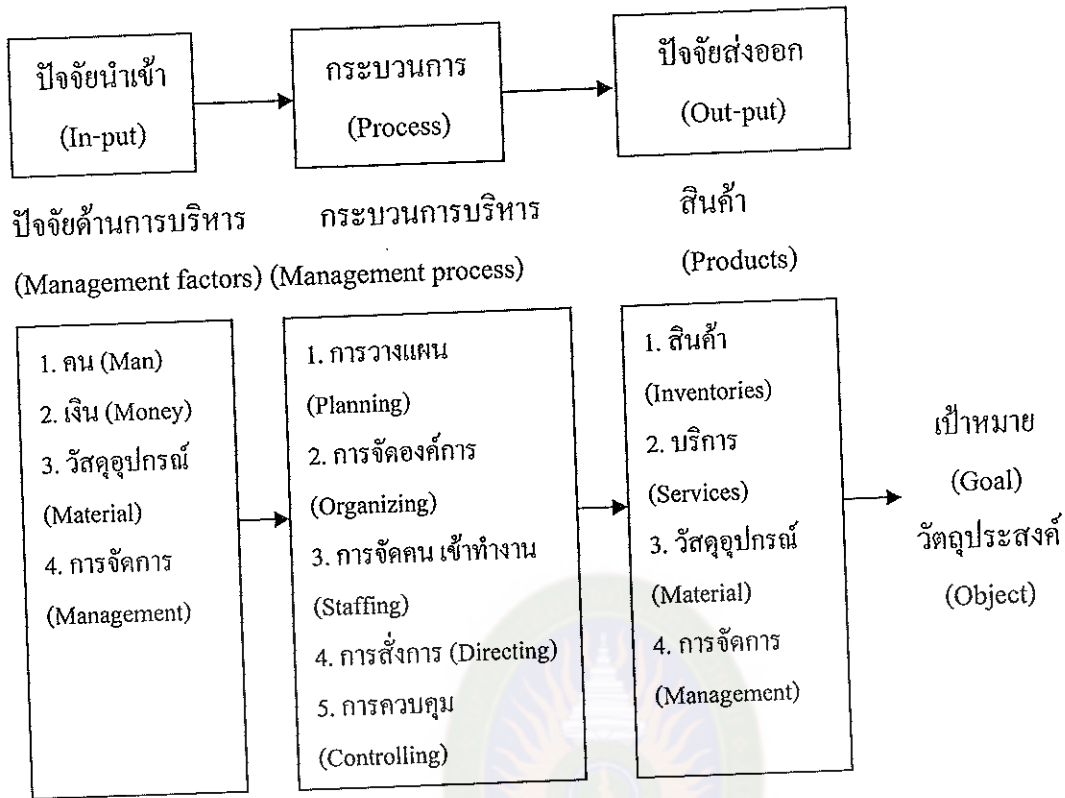 ปัจจัยนำเข้า
(In-put)
กระบวนการ
(Process)
ปัจจัยส่งออก
(Out-put)
ปัจจัยด้านการบริหาร
(Management factors)
กระบวนการบริหาร
(Management process)
สินค้า
(Products)
1. คน (Man)
2. เงิน (Money)
3. วัสดุอุปกรณ์
(Material)
4. การจัดการ
(Management)
1. การวางแผน
(Planning)
2. การจัดองค์การ
(Organizing)
3. การจัดคน เข้าทำงาน
(Staffing)
4. การสั่งการ (Directing)
5. การควบคุม
(Controlling)
1. สินค้า
(Inventories)
2. บริการ
(Services)
3. วัสดุอุปกรณ์
(Material)
4. การจัดการ
(Management)
เป้าหมาย
(Goal)
วัตถุประสงค์
(Object)